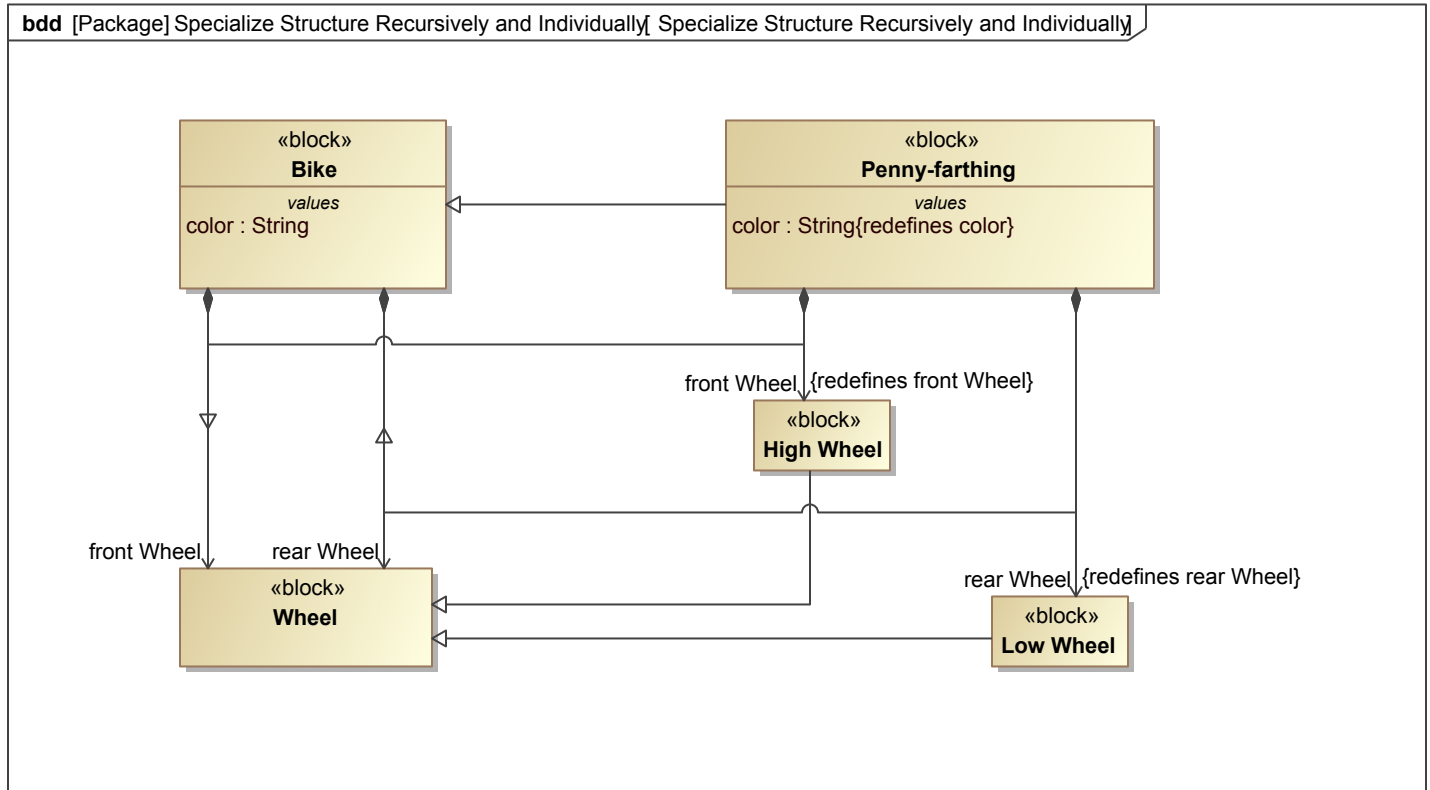 bdd [Package] Specialize Structure Recursively and Individually[ Specialize Structure Recursively and Individually]
«block»
Bike
values
color : String
«block»
Penny-farthing
values
color : String{redefines color}
front Wheel {redefines front Wheel}
«block»
High Wheel
front Wheel
rear Wheel
«block»
Wheel
rear Wheel {redefines rear Wheel}
«block»
Low Wheel